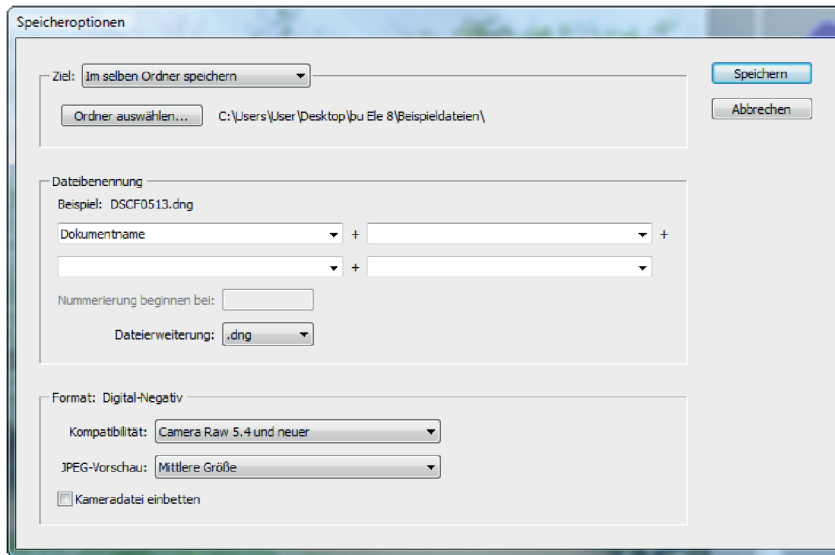 Speicheroptionen
Ziel: Im selben Ordner speichern
Speichern
Ordner auswählen... C:\Users\User\Desktop\bu Ele 8\Beispieldateien\
Abbrechen
Dateibenennung
Beispiel: DSCF0513.dng
Dokumentname + +
+
Nummerierung beginnen bei:
Dateierweiterung: .dng
Format: Digital-Negativ
Kompatibilität: Camera Raw 5.4 und neuer
JPEG-Vorschau: Mittlere Größe
Kameradatei einbetten